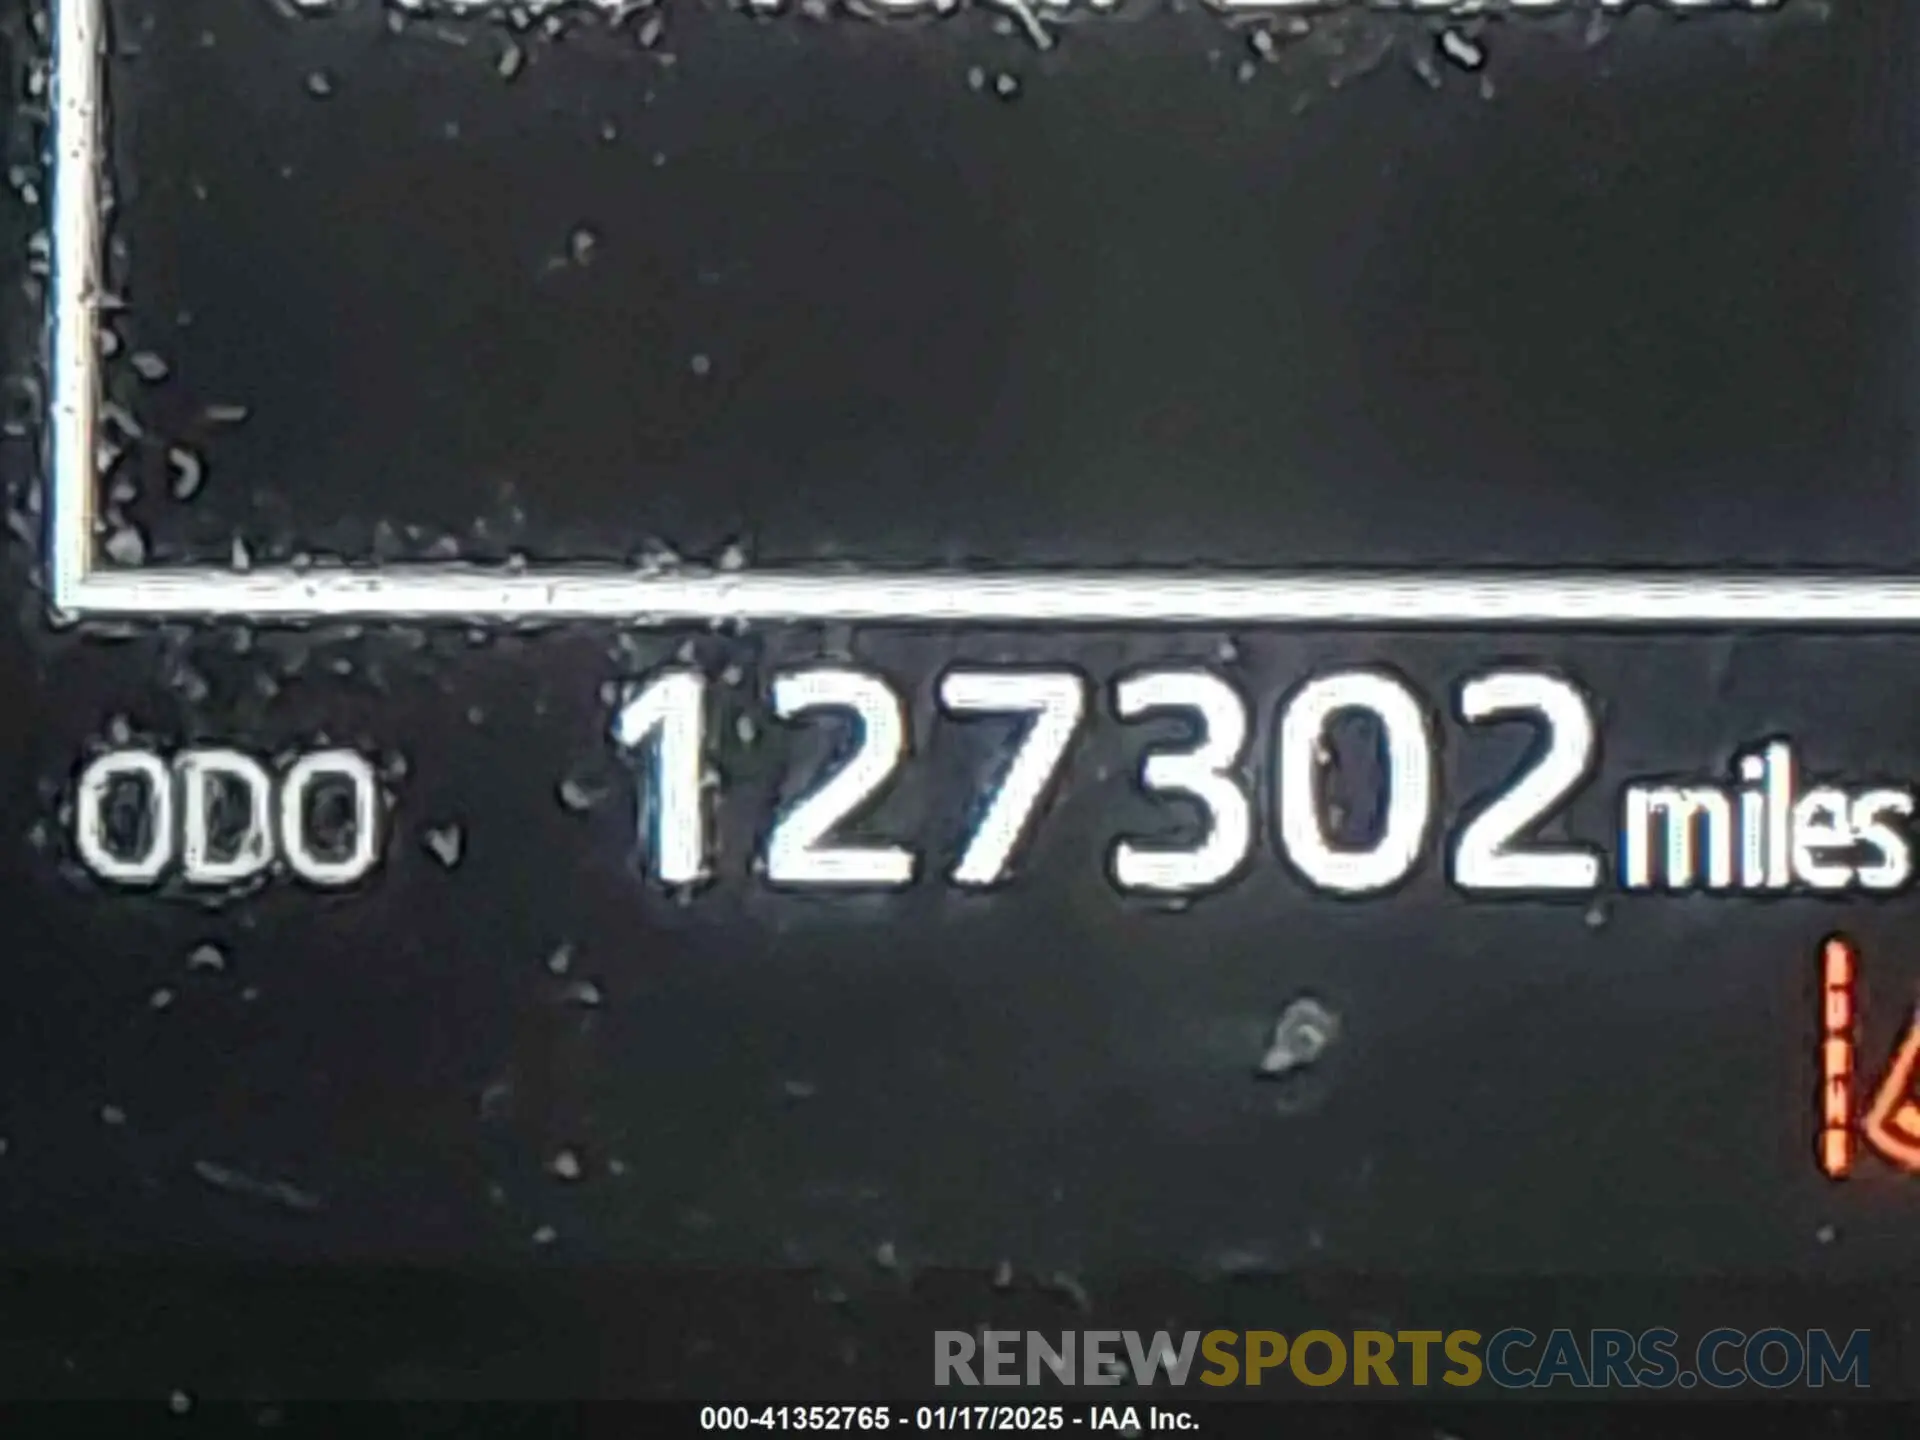 ODO 127302 miles
RENEWSPORTSCARS.COM
000-41352765 - 01/17/2025 - IAA Inc.